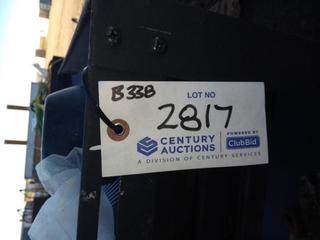 B338
LOT NO
2817
CENTURY AUCTIONS
POWERED BY
ClubBid
A DIVISION OF CENTURY SERVICES